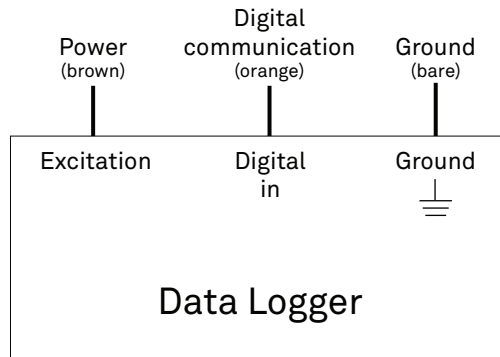 Power
(brown)
Digital
communication
(orange)
Ground
(bare)
Excitation
Digital
in
Ground
Data Logger